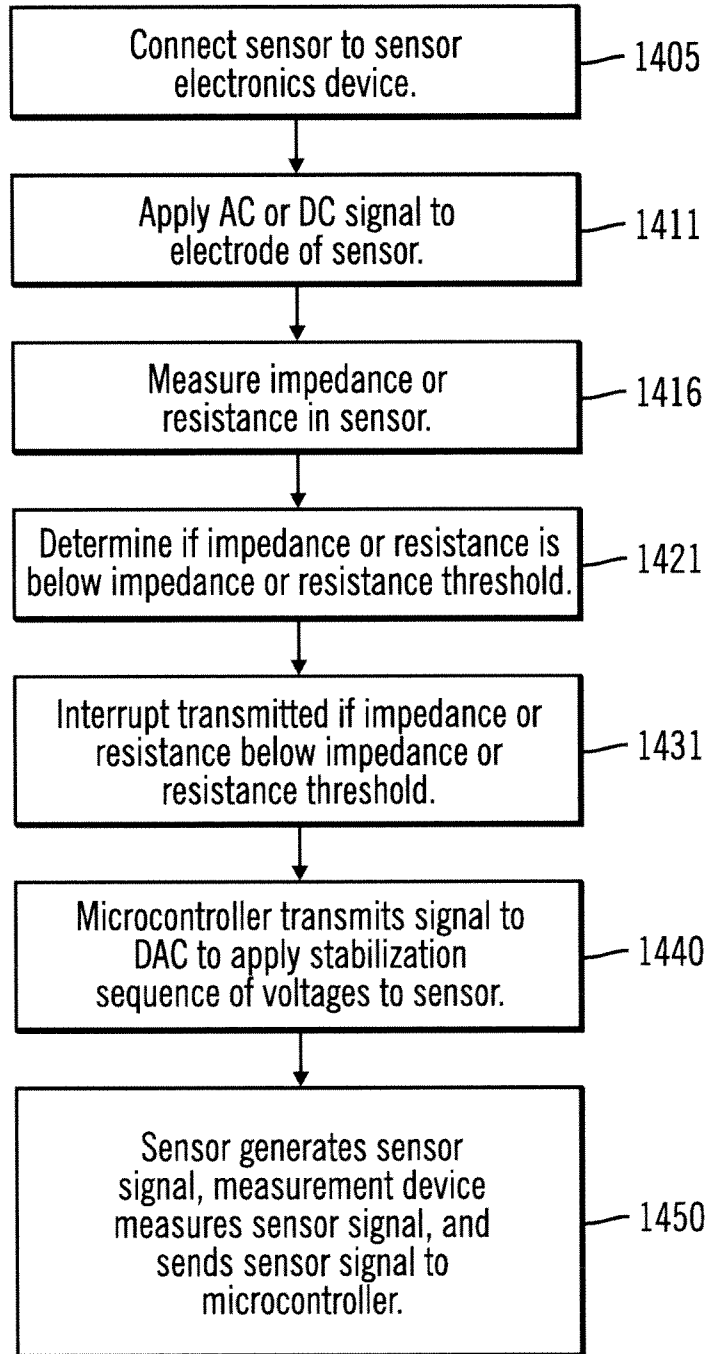 Connect sensor to sensor
electronics device.
1405
Apply AC or DC signal to
electrode of sensor.
1411
Measure impedance or
resistance in sensor.
1416
Determine if impedance or resistance is
below impedance or resistance threshold.
1421
Interrupt transmitted if impedance or
resistance below impedance or
resistance threshold.
1431
Microcontroller transmits signal to
DAC to apply stabilization
sequence of voltages to sensor.
1440
Sensor generates sensor
signal, measurement device
measures sensor signal, and
sends sensor signal to
microcontroller.
1450